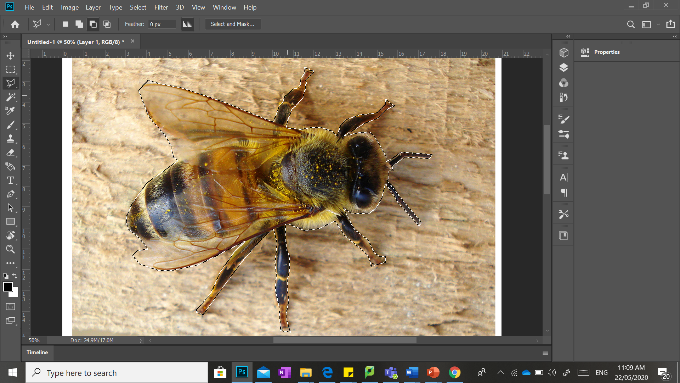 Ps File Edit Image Layer Type Select Filter 3D View Window Help
Feather: 0 px Select and Mask...
Untitled-1 @ 50% (Layer 1, RGB/8) *
Properties
50%
Timeline
Type here to search
ENG
11:09 AM
22/05/2020
20